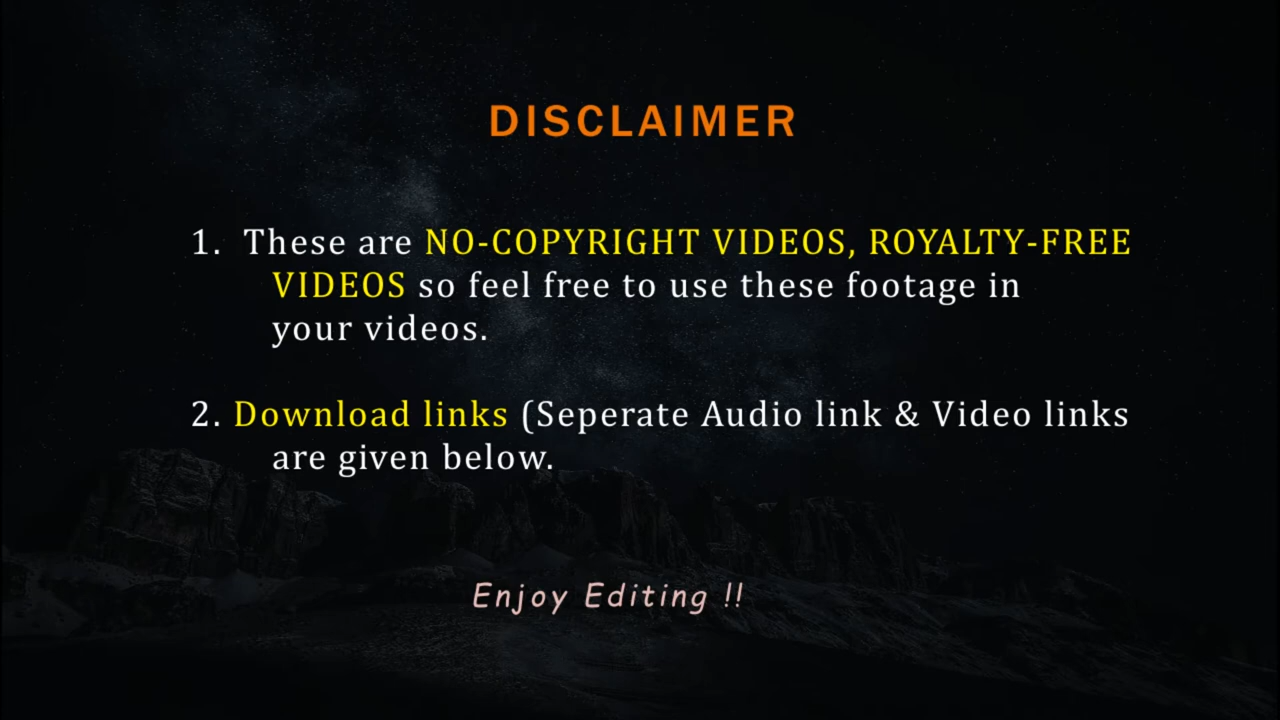 DISCLAIMER
1. These are NO-COPYRIGHT VIDEOS, ROYALTY-FREE
VIDEOS so feel free to use these footage in
your videos.
2. Download links (Seperate Audio link & Video links
are given below.
Enjoy Editing !!